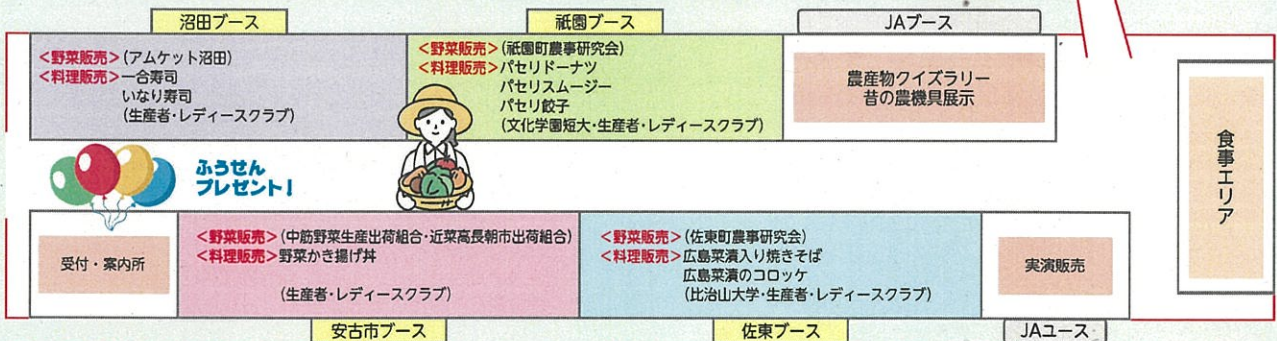 沼田ブース
<野菜販売>(アムケット沼田)
<料理販売>一合寿司
いなり寿司
(生産者・レディースクラブ)
祇園ブース
<野菜販売>(祇園町農事研究会)
<料理販売>パセリドーナツ
パセリスムージー
パセリ餃子
(文化学園短大・生産者・レディースクラブ)
JAブース
農産物クイズラリー
昔の農機具展示
食事エリア
ふうせん
プレゼント!
受付・案内所
<野菜販売>(中筋野菜生産出荷組合・近菜高長朝市出荷組合)
<料理販売>野菜かき揚げ丼
(生産者・レディースクラブ)
安古市ブース
<野菜販売>(佐東町農事研究会)
<料理販売>広島菜漬入り焼きそば
広島菜漬のコロッケ
(比治山大学・生産者・レディースクラブ)
佐東ブース
実演販売
JAユース